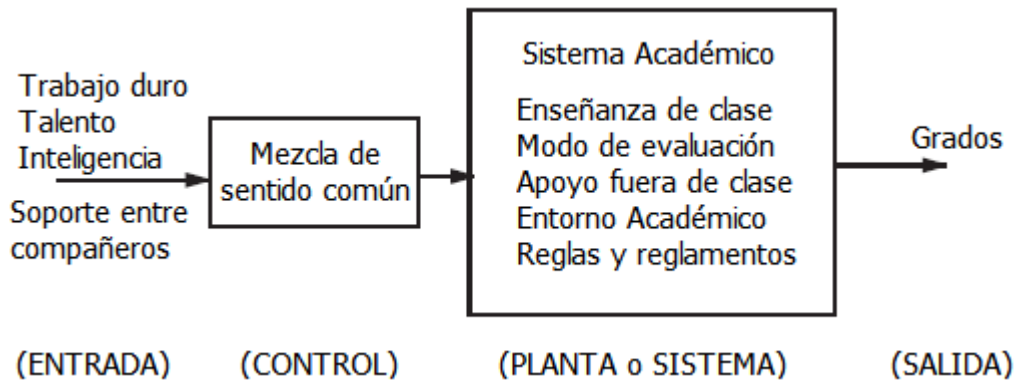 Trabajo duro
Talento
Inteligencia
Soporte entre
compañeros
Mezcla de
sentido común
Sistema Académico
Enseñanza de clase
Modo de evaluación
Apoyo fuera de clase
Entorno Académico
Reglas y reglamentos
Grados
(ENTRADA)
(CONTROL)
(PLANTA o SISTEMA)
(SALIDA)